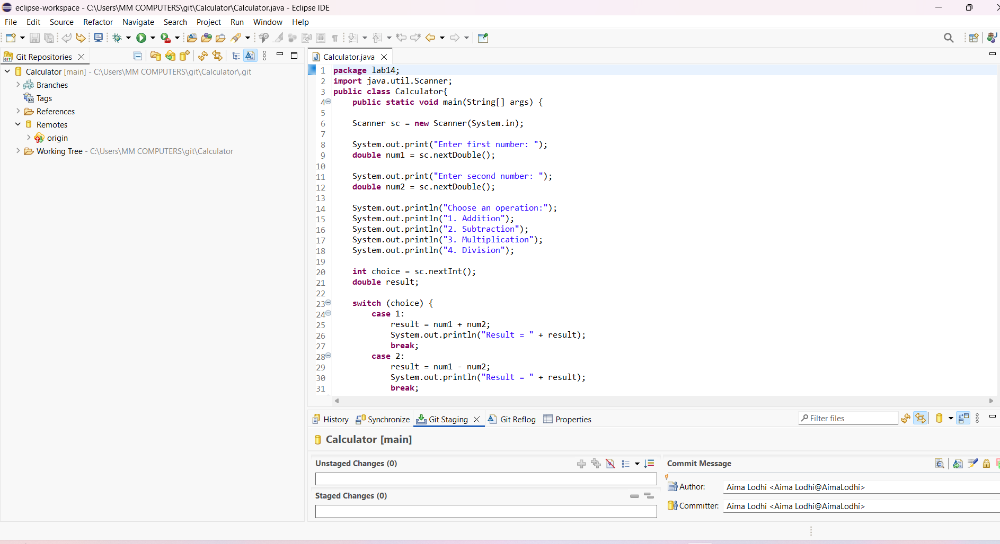 eclipse-workspace - C:\Users\MM COMPUTERS\git\Calculator\Calculator.java - Eclipse IDE
File Edit Source Refactor Navigate Search Project Run Window Help
Git Repositories
Calculator [main] - C:\Users\MM COMPUTERS\git\Calculator\.git
Branches
Tags
References
Remotes
origin
Working Tree - C:\Users\MM COMPUTERS\git\Calculator
Calculator.java
1 package lab14;
2 import java.util.Scanner;
3 public class Calculator{
4 public static void main(String[] args) {
5
6 Scanner sc = new Scanner(System.in);
7
8 System.out.print("Enter first number: ");
9 double num1 = sc.nextDouble();
10
11 System.out.print("Enter second number: ");
12 double num2 = sc.nextDouble();
13
14 System.out.println("Choose an operation:");
15 System.out.println("1. Addition");
16 System.out.println("2. Subtraction");
17 System.out.println("3. Multiplication");
18 System.out.println("4. Division");
19
20 int choice = sc.nextInt();
21 double result;
22
23 switch (choice) {
24 case 1:
25 result = num1 + num2;
26 System.out.println("Result = " + result);
27 break;
28 case 2:
29 result = num1 - num2;
30 System.out.println("Result = " + result);
31 break;
History Synchronize Git Staging Git Reflog Properties Filter files
Calculator [main]
Unstaged Changes (0)
Staged Changes (0)
Commit Message
Author: Aima Lodhi <Aima Lodhi@AimaLodhi>
Committer: Aima Lodhi <Aima Lodhi@AimaLodhi>